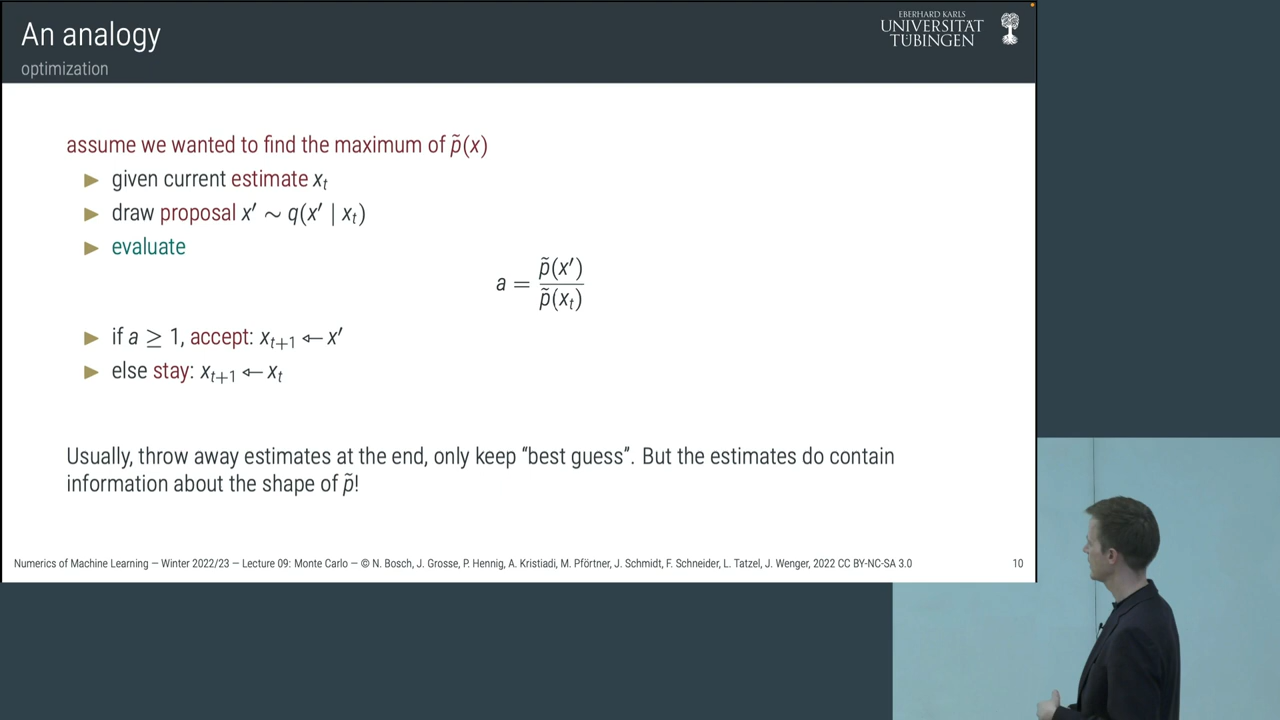 An analogy
optimization
EBERHARD KARLS
UNIVERSITÄT
TÜBINGEN
assume we wanted to find the maximum of p̃(x)
▶ given current estimate xₜ
▶ draw proposal x′ ∼ q(x′ | xₜ)
▶ evaluate
a = p̃(x′) / p̃(xₜ)
▶ if a ≥ 1, accept: xₜ₊₁ ← x′
▶ else stay: xₜ₊₁ ← xₜ
Usually, throw away estimates at the end, only keep “best guess”. But the estimates do contain
information about the shape of p̃!
Numerics of Machine Learning — Winter 2022/23 — Lecture 09: Monte Carlo — © N. Bosch, J. Grosse, P. Hennig, A. Kristiadi, M. Pförtner, J. Schmidt, F. Schneider, L. Tatzel, J. Wenger, 2022 CC BY-NC-SA 3.0 10